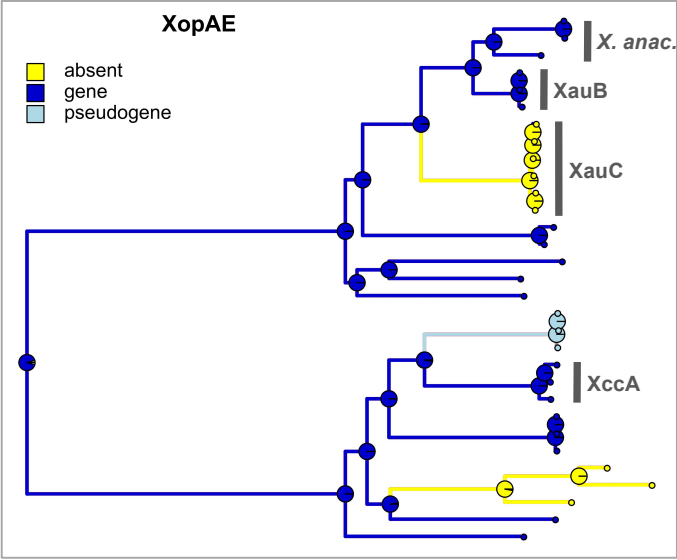 XopAE
absent
gene
pseudogene
X. anac.
XauB
XauC
XccA